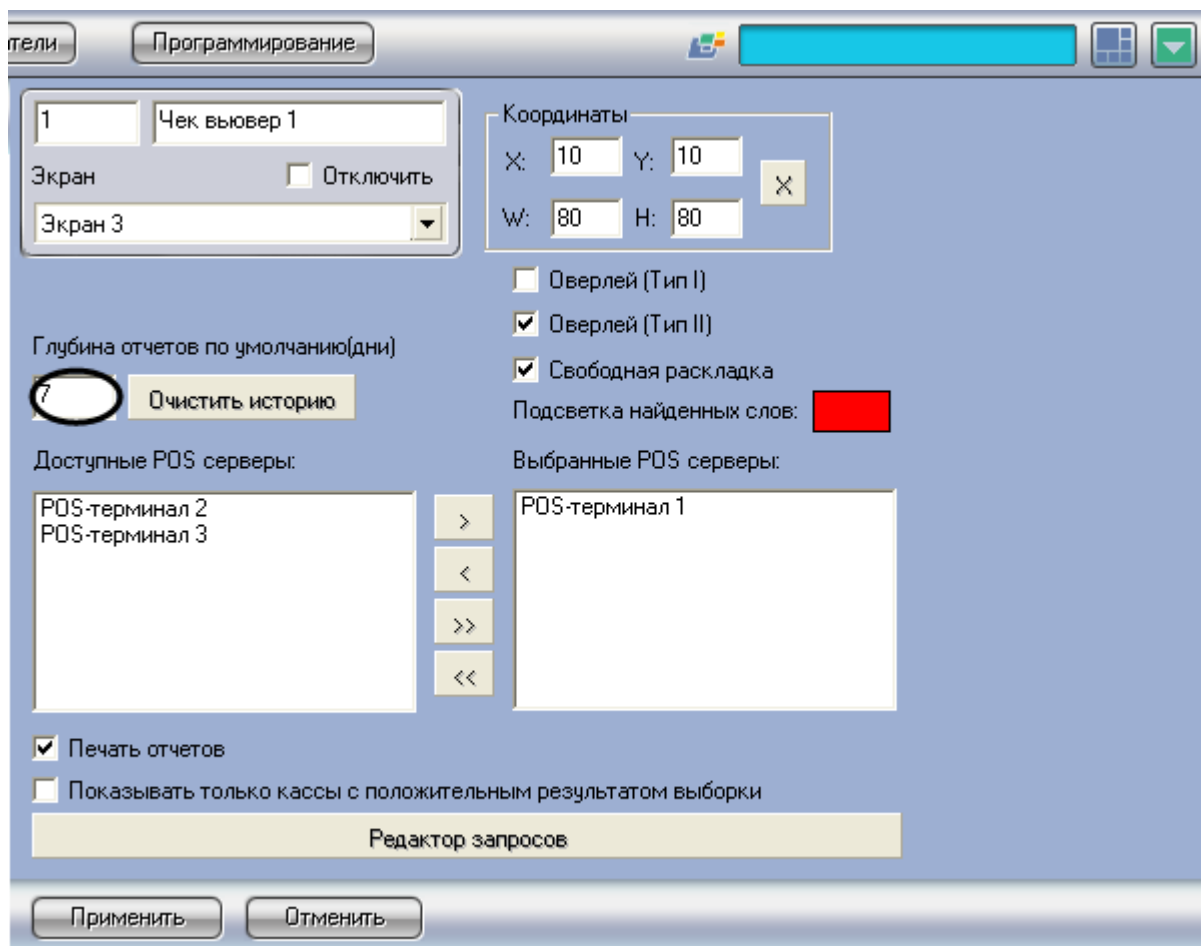 тели
Программирование
1
Чек вьювер 1
Экран
Отключить
Экран 3
Координаты
X: 10 Y: 10
X
W: 80 H: 80
Оверлей (Тип I)
Оверлей (Тип II)
Свободная раскладка
Подсветка найденных слов:
Глубина отчетов по умолчанию(дни)
7
Очистить историю
Доступные POS серверы:
POS-терминал 2
POS-терминал 3
>
<
>>
<<
Выбранные POS серверы:
POS-терминал 1
Печать отчетов
Показывать только кассы с положительным результатом выборки
Редактор запросов
Применить
Отменить